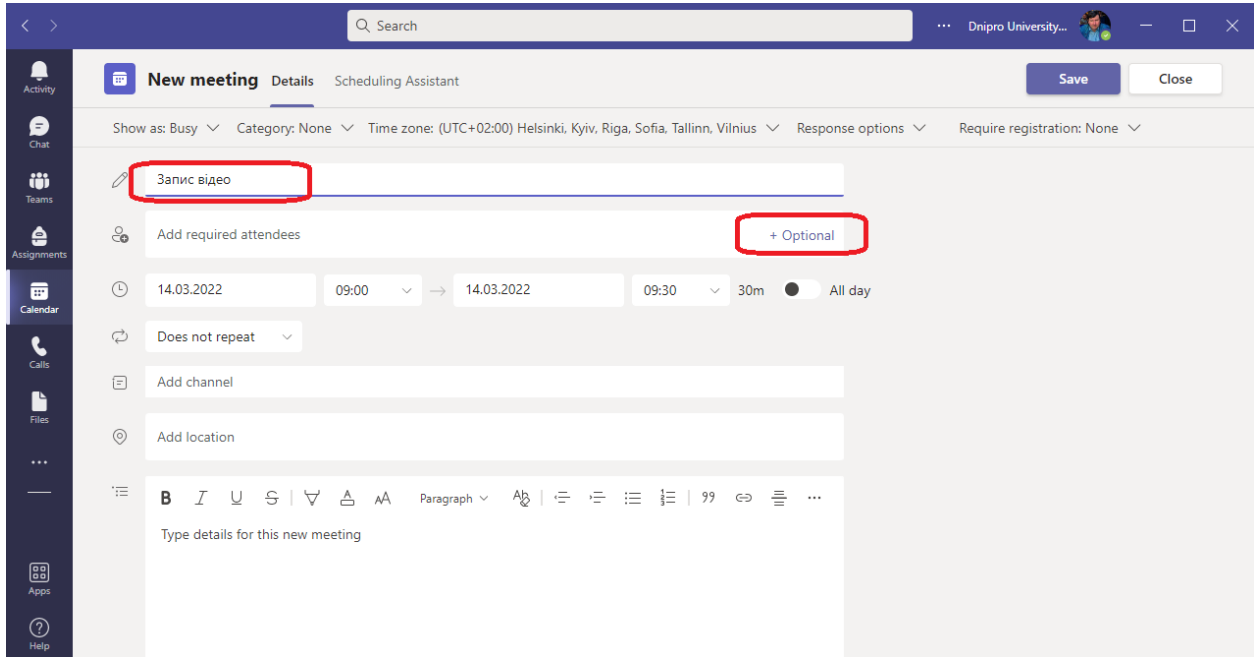 Search
Dnipro University...
Activity
Chat
Teams
Assignments
Calendar
Calls
Files
Apps
Help
New meeting Details Scheduling Assistant
Save Close
Show as: Busy Category: None Time zone: (UTC+02:00) Helsinki, Kyiv, Riga, Sofia, Tallinn, Vilnius Response options Require registration: None
Запис відео
Add required attendees + Optional
14.03.2022 09:00 → 14.03.2022 09:30 30m All day
Does not repeat
Add channel
Add location
B I U S A AA Paragraph Ab 99 ...
Type details for this new meeting